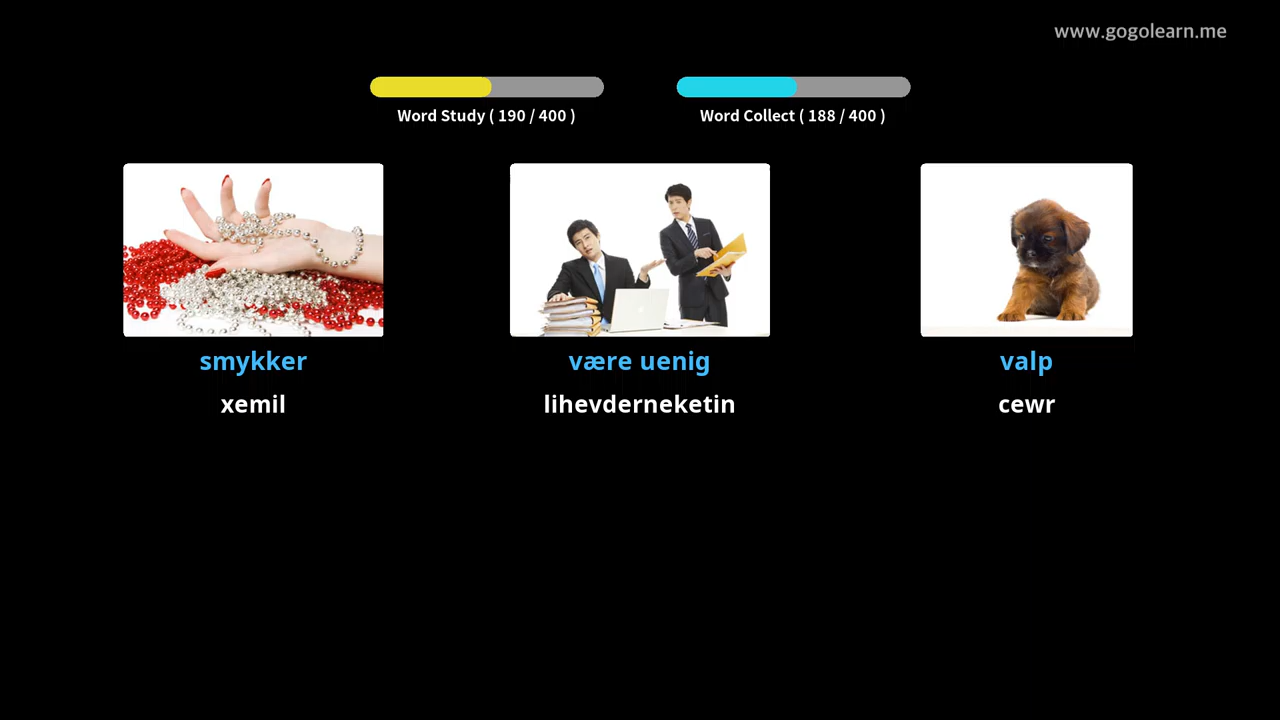 www.gogolearn.me
Word Study ( 190 / 400 )
Word Collect ( 188 / 400 )
smykker
være uenig
valp
xemil
lihevderneketin
cewr